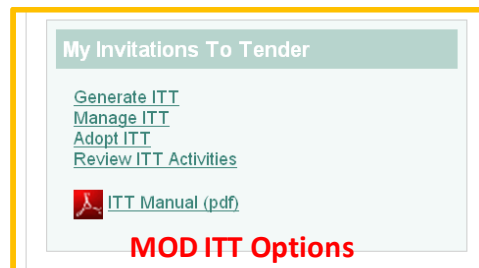 My Invitations To Tender
Generate ITT
Manage ITT
Adopt ITT
Review ITT Activities
ITT Manual (pdf)
MOD ITT Options